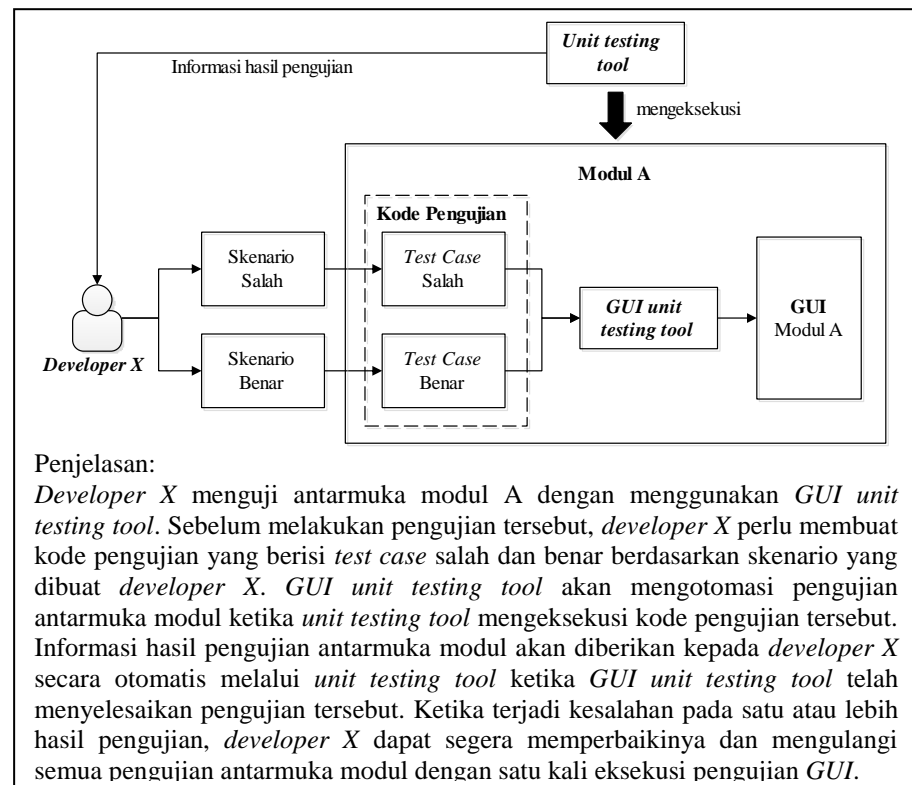 Unit testing
tool
Informasi hasil pengujian
mengeksekusi
Modul A
Kode Pengujian
Skenario
Salah
Test Case
Salah
GUI unit
testing tool
GUI
Modul A
Developer X
Skenario
Benar
Test Case
Benar
Penjelasan:
Developer X menguji antarmuka modul A dengan menggunakan GUI unit
testing tool. Sebelum melakukan pengujian tersebut, developer X perlu membuat
kode pengujian yang berisi test case salah dan benar berdasarkan skenario yang
dibuat developer X. GUI unit testing tool akan mengotomasi pengujian
antarmuka modul ketika unit testing tool mengeksekusi kode pengujian tersebut.
Informasi hasil pengujian antarmuka modul akan diberikan kepada developer X
secara otomatis melalui unit testing tool ketika GUI unit testing tool telah
menyelesaikan pengujian tersebut. Ketika terjadi kesalahan pada satu atau lebih
hasil pengujian, developer X dapat segera memperbaikinya dan mengulangi
semua pengujian antarmuka modul dengan satu kali eksekusi pengujian GUI.